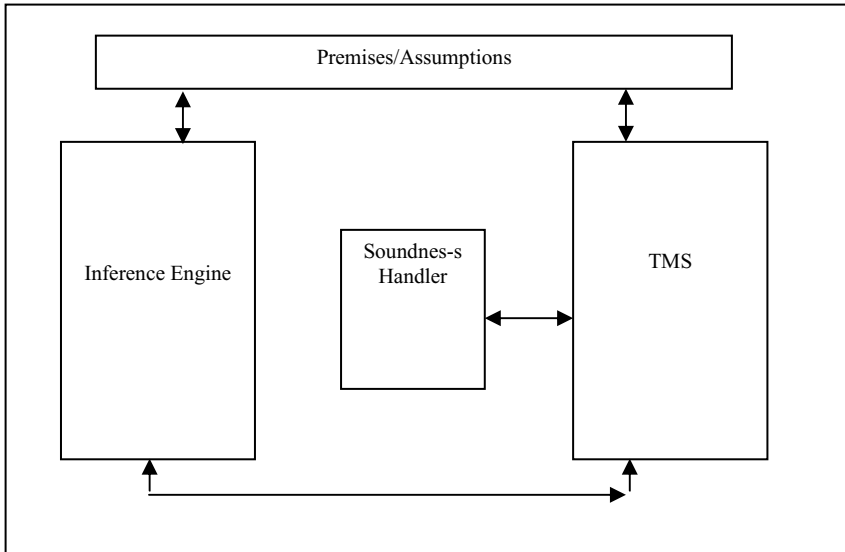 Premises/Assumptions
Inference Engine
Soundnes-s
Handler
TMS